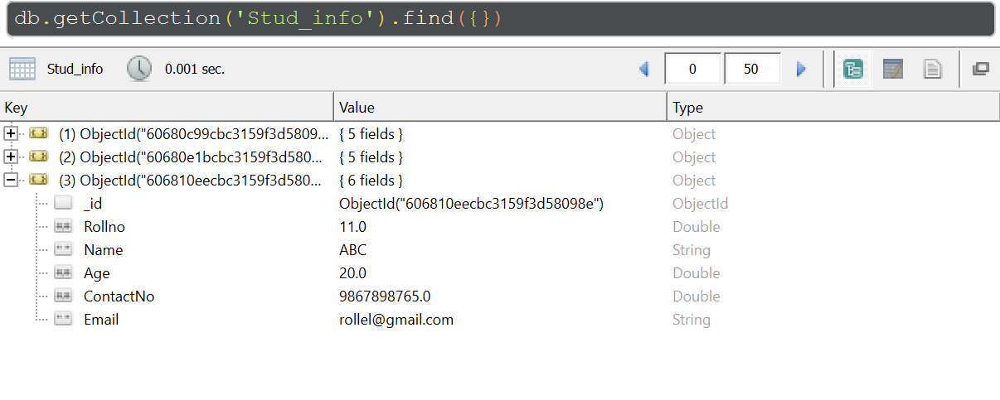 db.getCollection('Stud_info').find({})
Stud_info 0.001 sec. 0 50
Key Value Type
(1) ObjectId("60680c99cbc3159f3d5809... { 5 fields } Object
(2) ObjectId("60680e1bcbc3159f3d580... { 5 fields } Object
(3) ObjectId("606810eecbc3159f3d580... { 6 fields } Object
_id ObjectId("606810eecbc3159f3d58098e") ObjectId
Rollno 11.0 Double
Name ABC String
Age 20.0 Double
ContactNo 9867898765.0 Double
Email rollel@gmail.com String